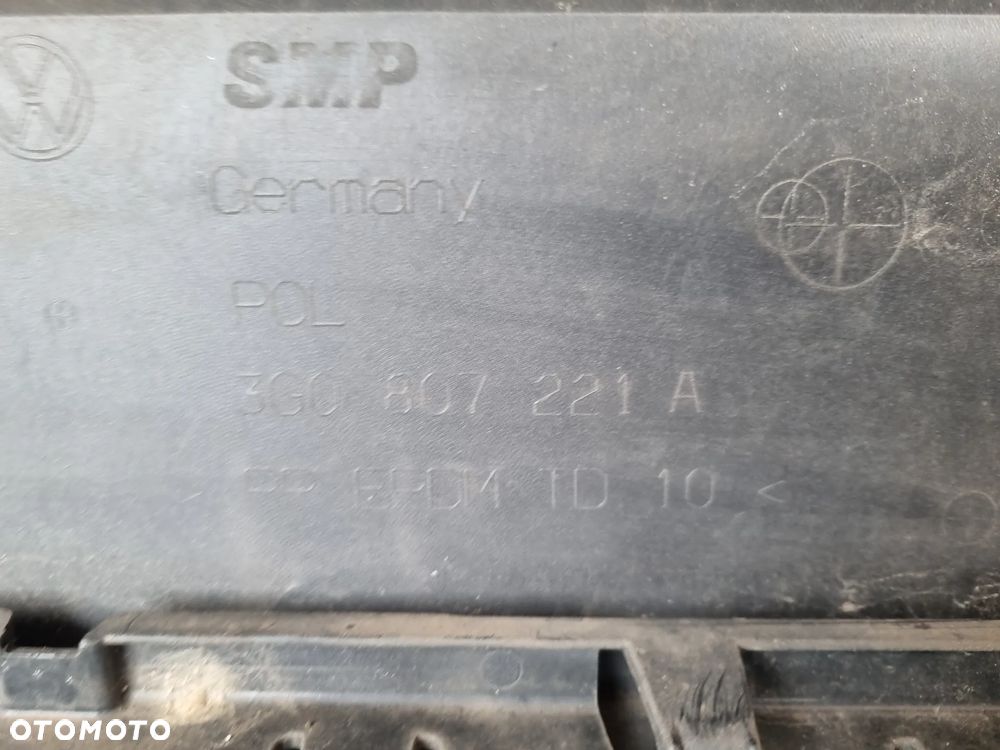 SMP
Germany
POL
3G0 807 221 A
> PP EPDM TD 10 <
OTOMOTO